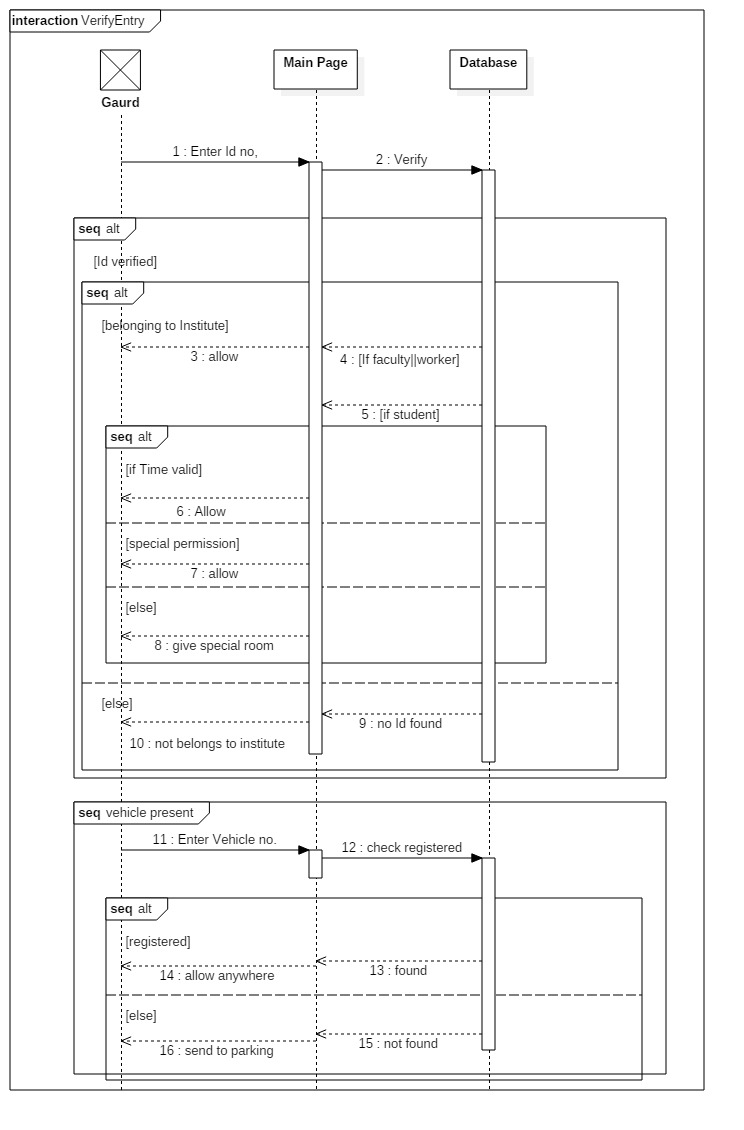 interaction VerifyEntry
Gaurd
Main Page
Database
1 : Enter Id no,
2 : Verify
seq alt
[Id verified]
seq alt
[belonging to Institute]
3 : allow
4 : [If faculty||worker]
5 : [if student]
seq alt
[if Time valid]
6 : Allow
[special permission]
7 : allow
[else]
8 : give special room
[else]
9 : no Id found
10 : not belongs to institute
seq vehicle present
11 : Enter Vehicle no.
12 : check registered
seq alt
[registered]
13 : found
14 : allow anywhere
[else]
15 : not found
16 : send to parking